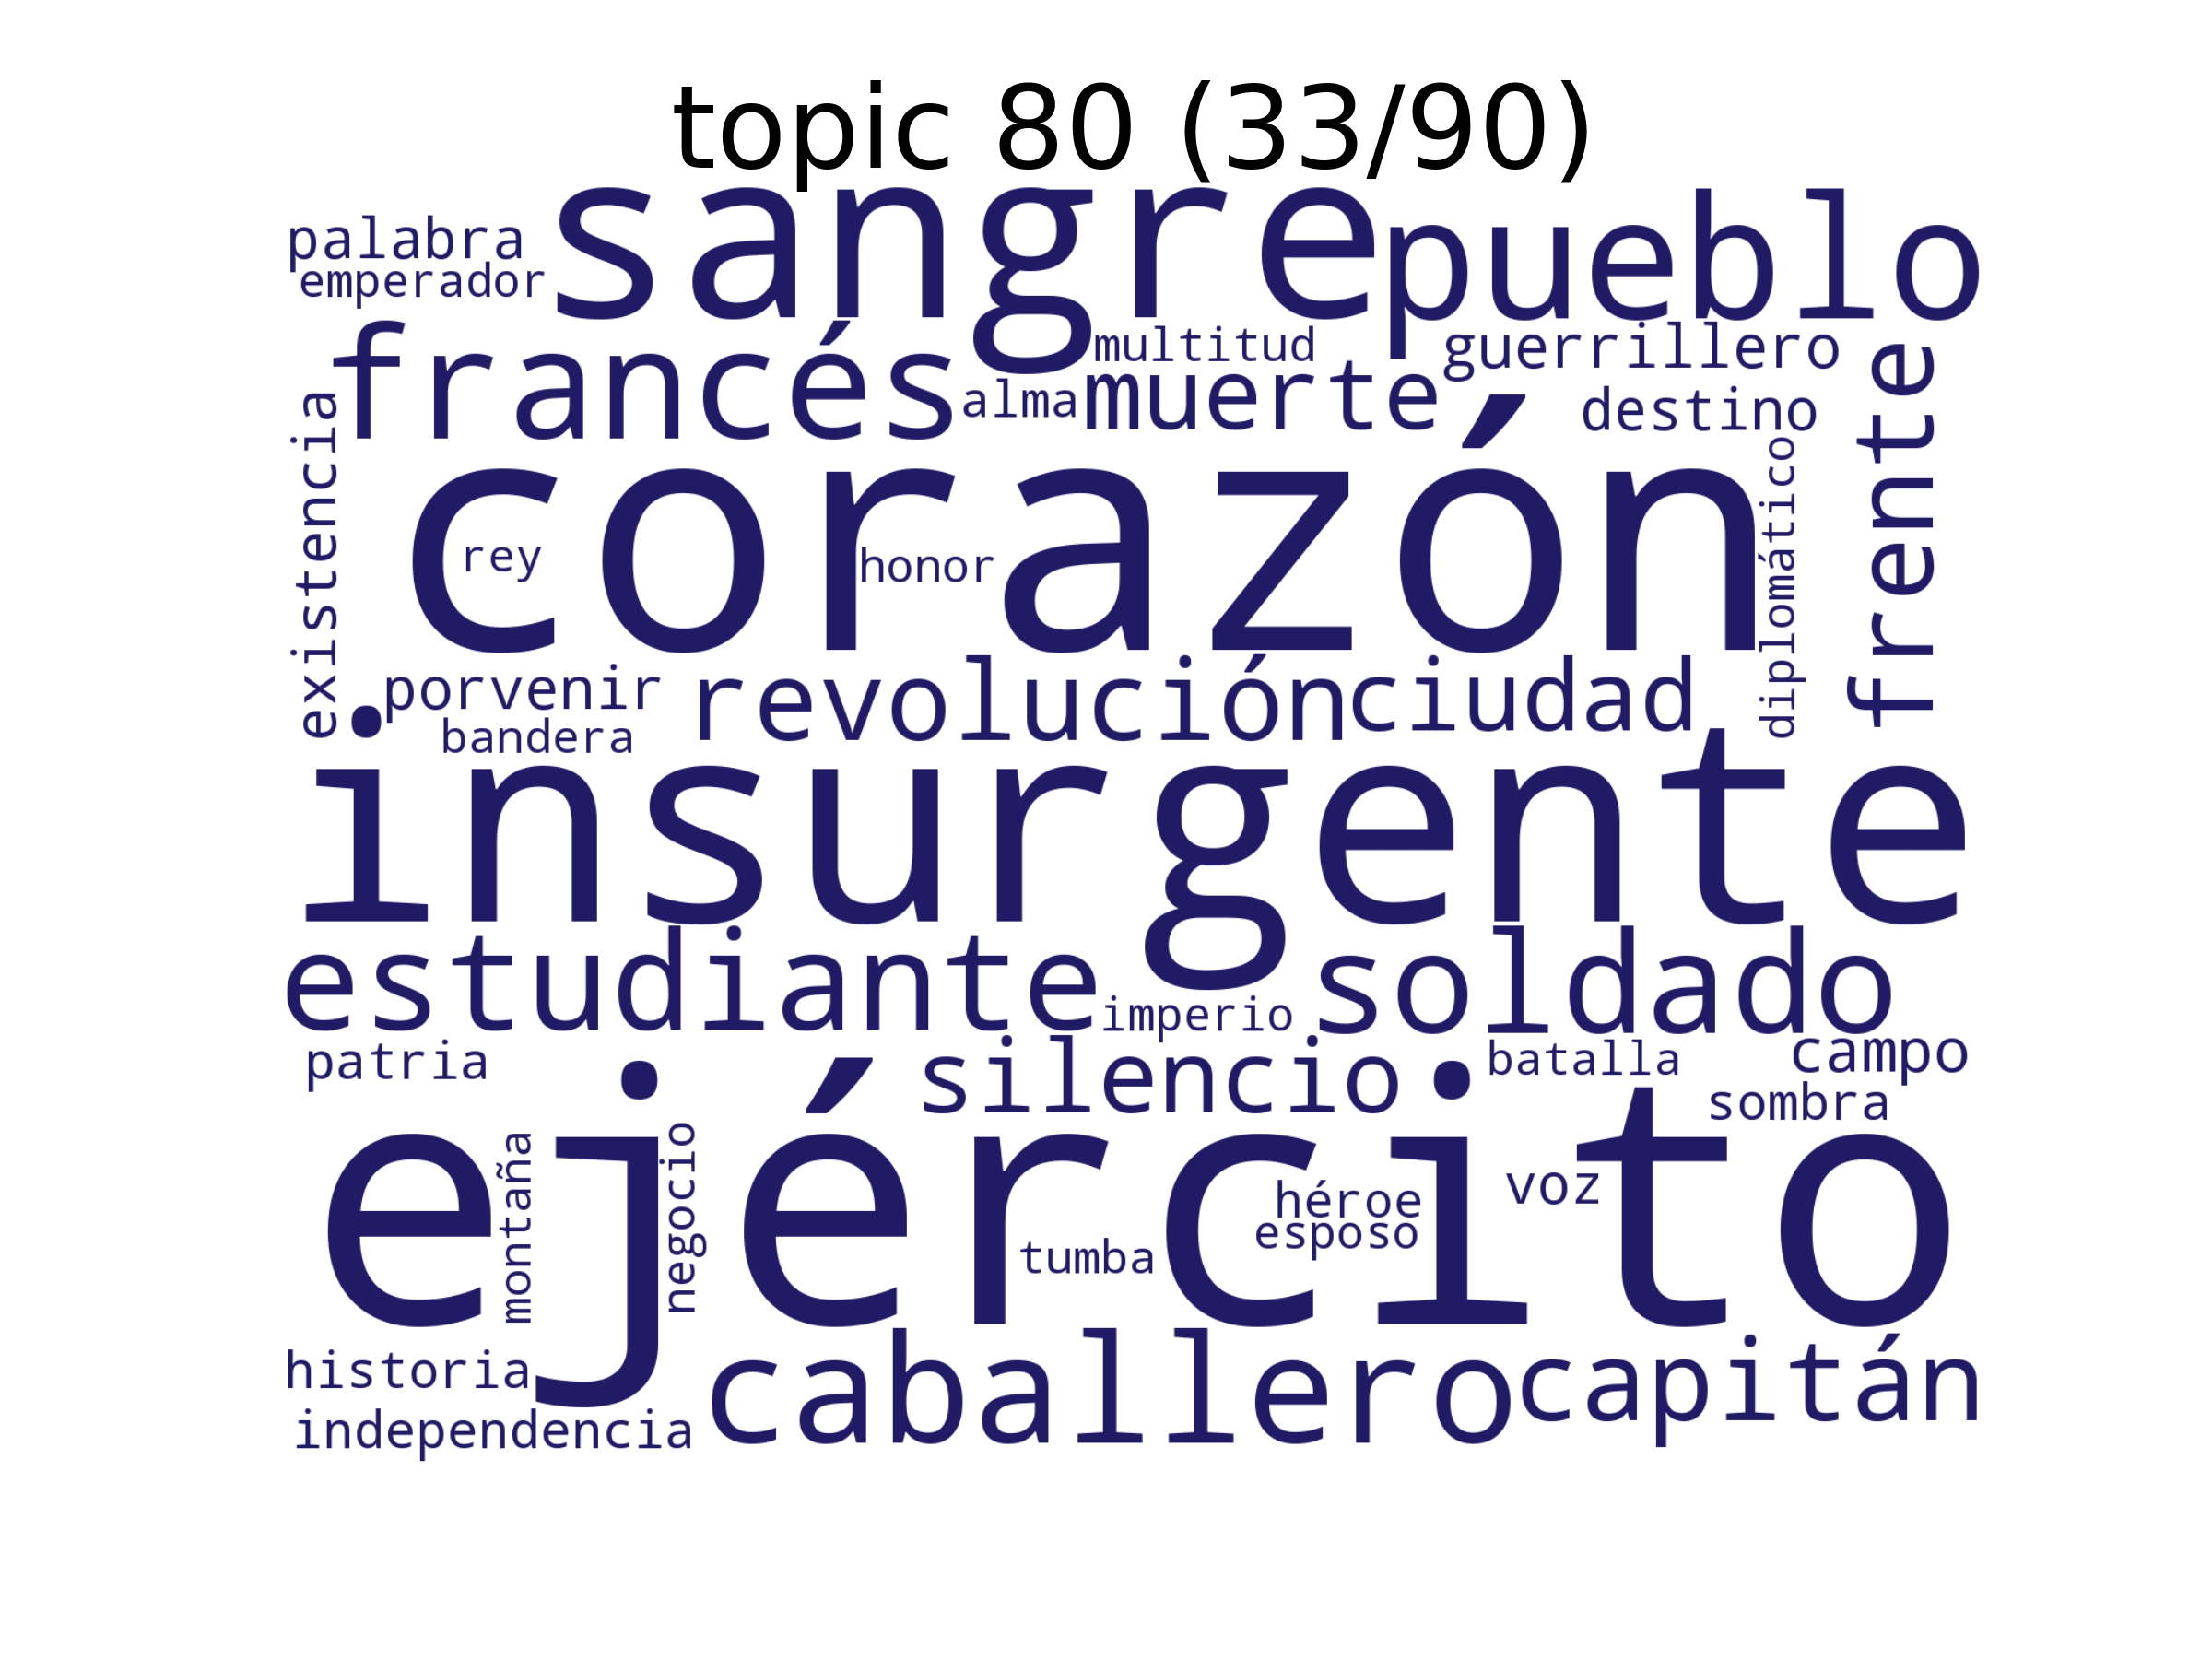 topic 80 (33/90)
palabra
emperador
sangre
pueblo
francés
multitud
guerrillero
alma
muerte
destino
existencia
frente
corazón
rey
honor
diplomático
porvenir
bandera
revolución
ciudad
insurgente
estudiante
imperio
soldado
patria
silencio
batalla
campo
sombra
ejército
montaña
negocio
héroe
esposo
voz
tumba
historia
independencia
caballero
capitán